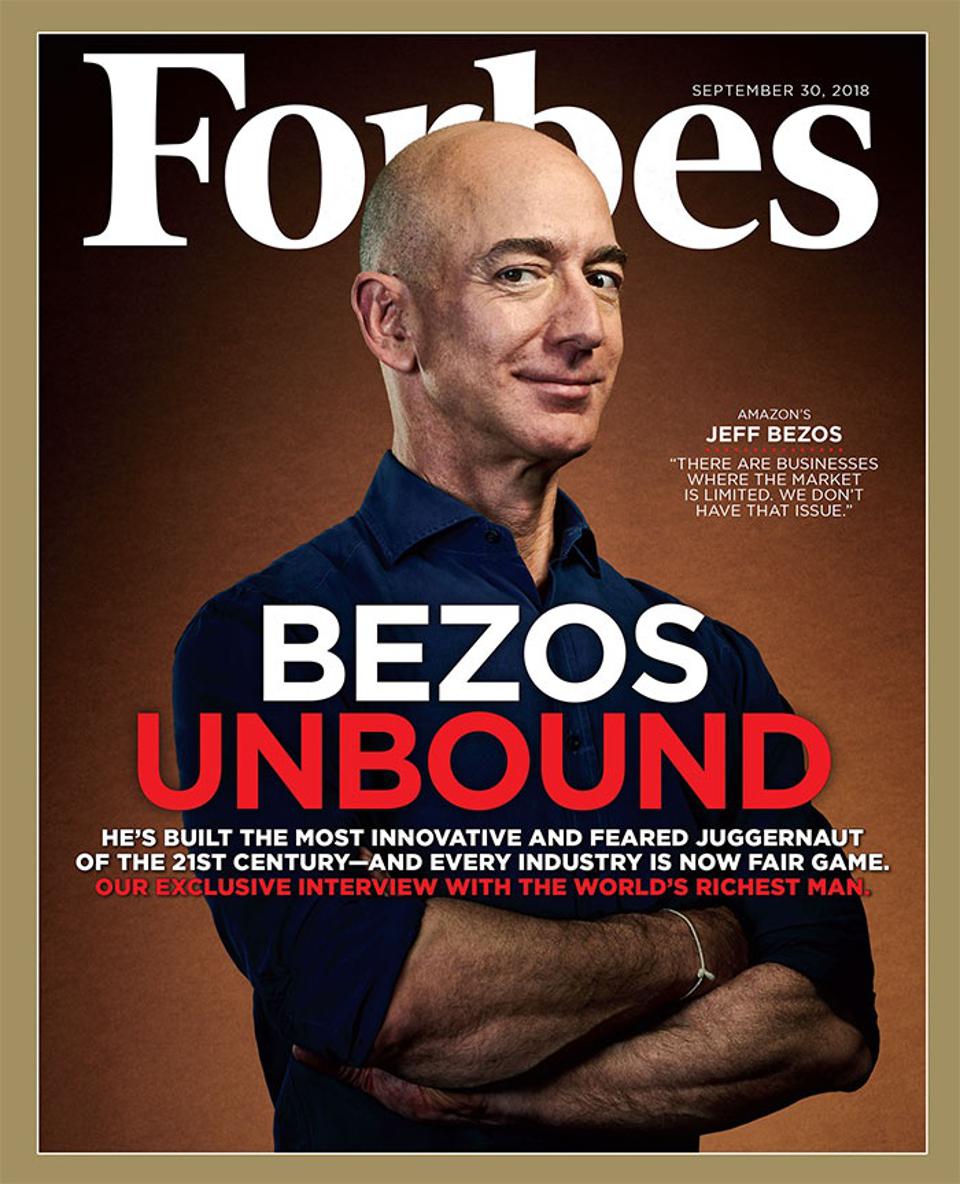 SEPTEMBER 30, 2018
Forbes
AMAZON'S
JEFF BEZOS
“THERE ARE BUSINESSES
WHERE THE MARKET
IS LIMITED. WE DON'T
HAVE THAT ISSUE.”
BEZOS
UNBOUND
HE'S BUILT THE MOST INNOVATIVE AND FEARED JUGGERNAUT
OF THE 21ST CENTURY—AND EVERY INDUSTRY IS NOW FAIR GAME.
OUR EXCLUSIVE INTERVIEW WITH THE WORLD'S RICHEST MAN.